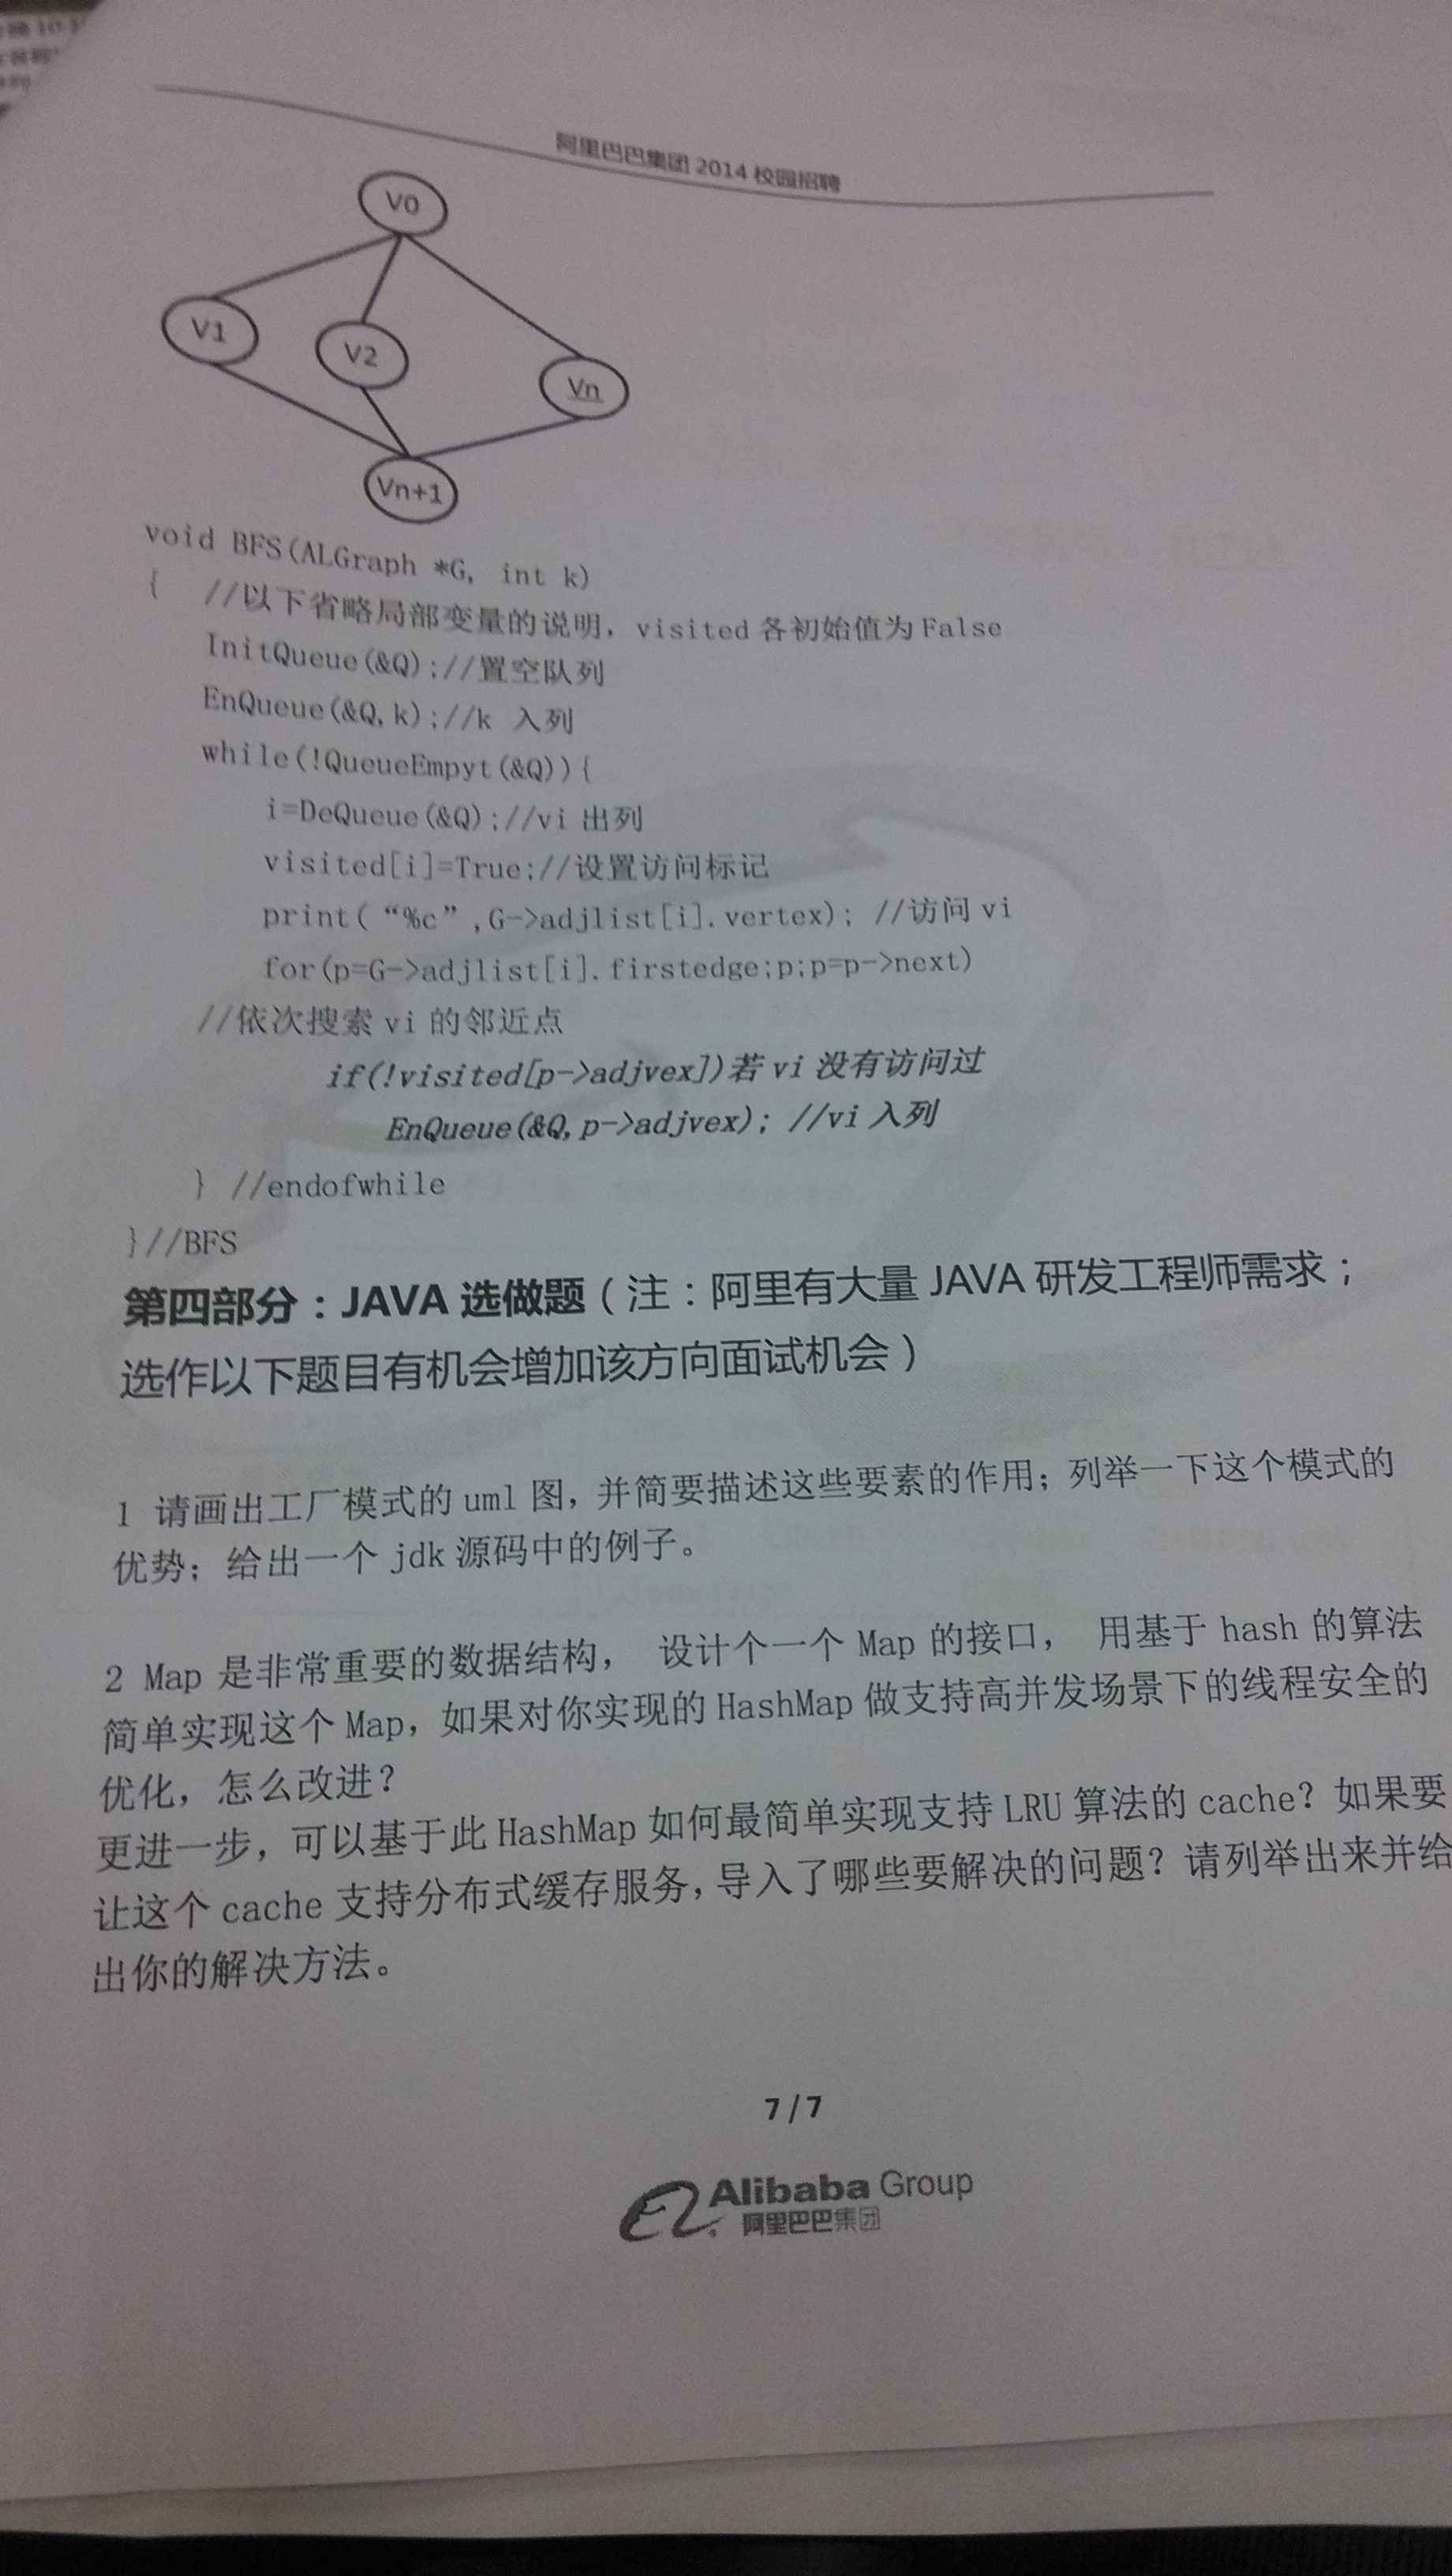 阿里巴巴集团 2014 校园招聘
V0
V1
V2
Vn
Vn+1
void BFS(ALGraph *G, int k)
{ //以下省略局部变量的说明，visited 各初始值为 False
InitQueue(&Q);//置空队列
EnQueue(&Q,k);//k 入列
while(!QueueEmpyt(&Q)){
i=DeQueue(&Q);//vi 出列
visited[i]=True;//设置访问标记
print(“%c”,G->adjlist[i].vertex); //访问 vi
for(p=G->adjlist[i].firstedge;p;p=p->next)
//依次搜索 vi 的邻近点
if(!visited[p->adjvex])若 vi 没有访问过
EnQueue(&Q,p->adjvex); //vi 入列
} //endofwhile
}//BFS
第四部分：JAVA 选做题（注：阿里有大量 JAVA 研发工程师需求；
选作以下题目有机会增加该方向面试机会）
1 请画出工厂模式的 uml 图，并简要描述这些要素的作用；列举一下这个模式的
优势；给出一个 jdk 源码中的例子。
2 Map 是非常重要的数据结构， 设计个一个 Map 的接口， 用基于 hash 的算法
简单实现这个 Map，如果对你实现的 HashMap 做支持高并发场景下的线程安全的
优化，怎么改进？
更进一步，可以基于此 HashMap 如何最简单实现支持 LRU 算法的 cache？如果要
让这个 cache 支持分布式缓存服务，导入了哪些要解决的问题？请列举出来并给
出你的解决方法。
7 / 7
Alibaba Group
阿里巴巴集团